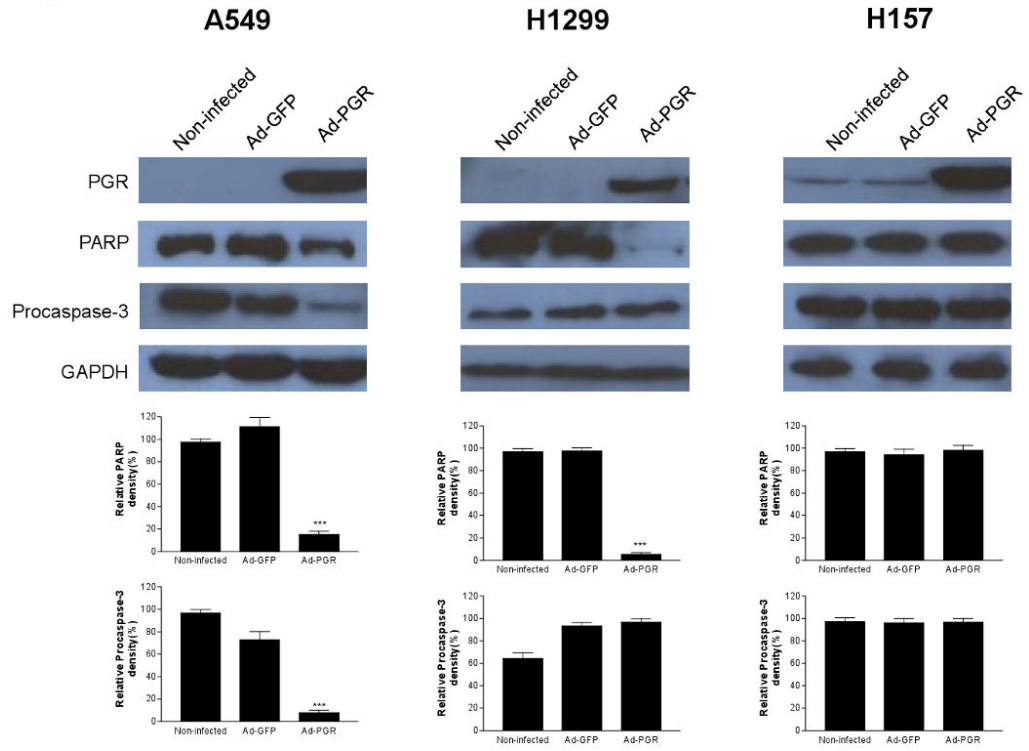 A549 H1299 H157
Non-infected Ad-GFP Ad-PGR Non-infected Ad-GFP Ad-PGR Non-infected Ad-GFP Ad-PGR
PGR
PARP
Procaspase-3
GAPDH
Relative PARP
density(%)
120
100
80
60
40
20
0
***
Non-infected Ad-GFP Ad-PGR
Relative PARP
density(%)
120
100
80
60
40
20
0
***
Non-infected Ad-GFP Ad-PGR
Relative PARP
density(%)
120
100
80
60
40
20
0
Non-infected Ad-GFP Ad-PGR
Relative Procaspase-3
density(%)
120
100
80
60
40
20
0
***
Non-infected Ad-GFP Ad-PGR
Relative Procaspase-3
density(%)
120
100
80
60
40
20
0
Non-infected Ad-GFP Ad-PGR
Relative Procaspase-3
density(%)
120
100
80
60
40
20
0
Non-infected Ad-GFP Ad-PGR